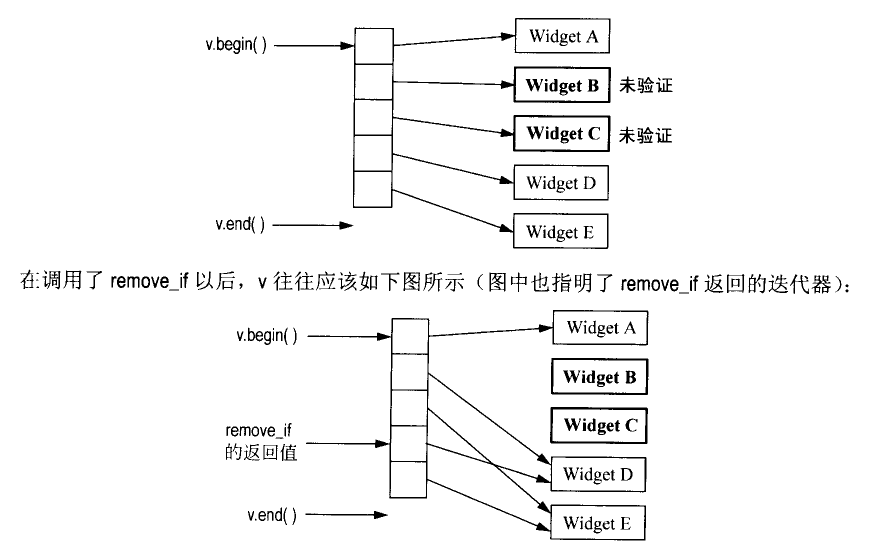 v.begin( )
Widget A
Widget B 未验证
Widget C 未验证
Widget D
v.end( )
Widget E
在调用了 remove_if 以后，v 往往应该如下图所示（图中也指明了 remove_if 返回的迭代器）：
v.begin( )
Widget A
Widget B
Widget C
remove_if
的返回值
Widget D
v.end( )
Widget E